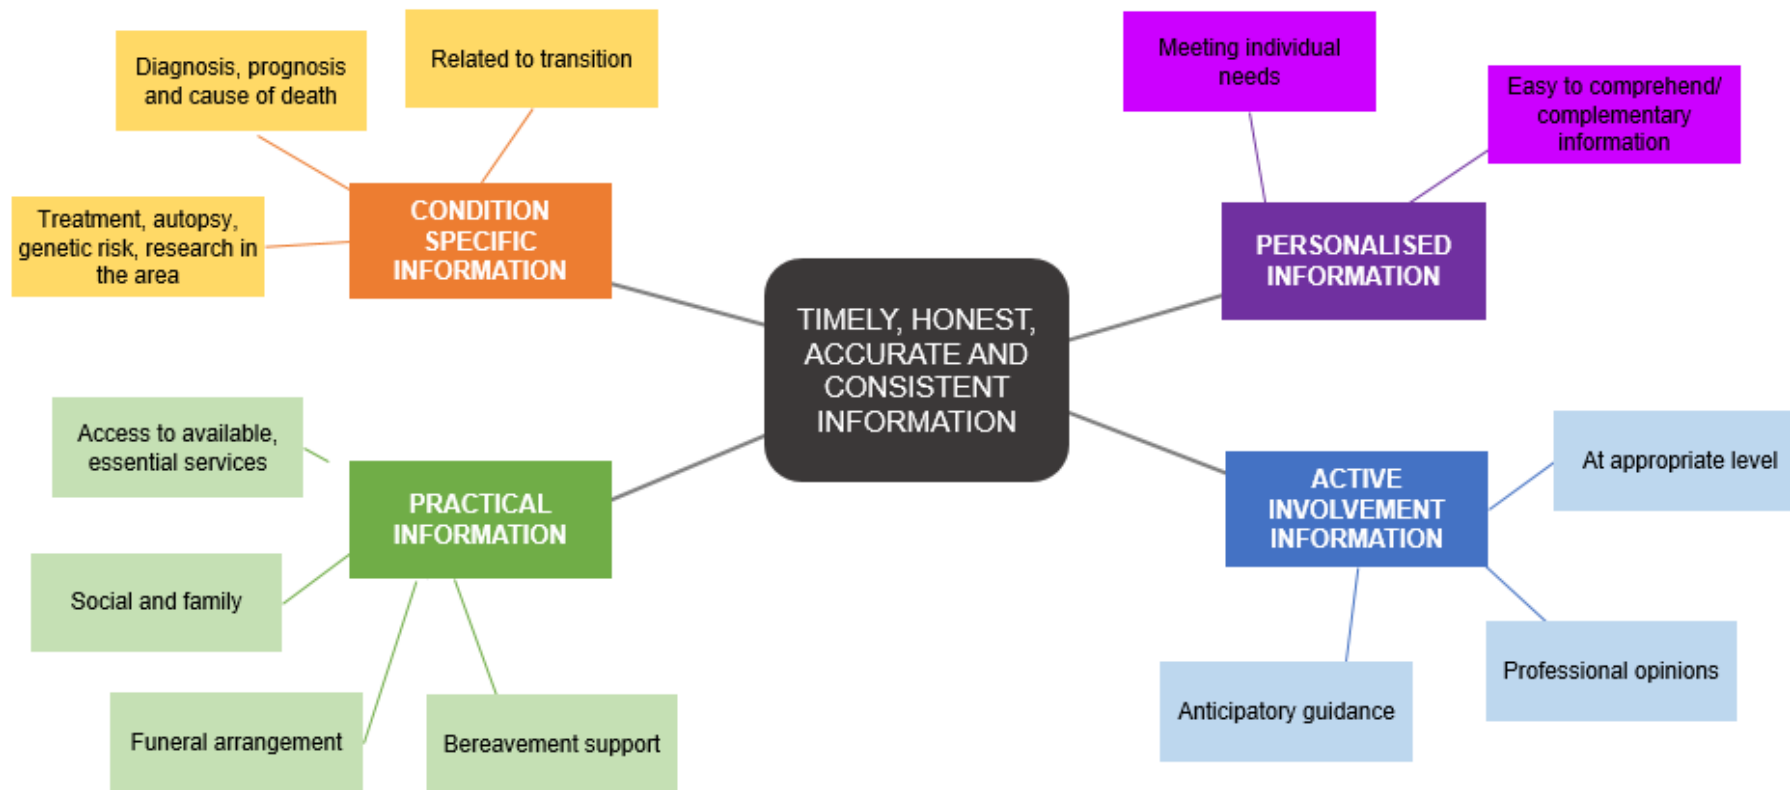 Diagnosis, prognosis
and cause of death
Related to transition
Treatment, autopsy,
genetic risk, research in
the area
CONDITION
SPECIFIC
INFORMATION
Meeting individual
needs
Easy to comprehend/
complementary
information
PERSONALISED
INFORMATION
TIMELY, HONEST,
ACCURATE AND
CONSISTENT
INFORMATION
Access to available,
essential services
PRACTICAL
INFORMATION
Social and family
Funeral arrangement
Bereavement support
ACTIVE
INVOLVEMENT
INFORMATION
At appropriate level
Professional opinions
Anticipatory guidance